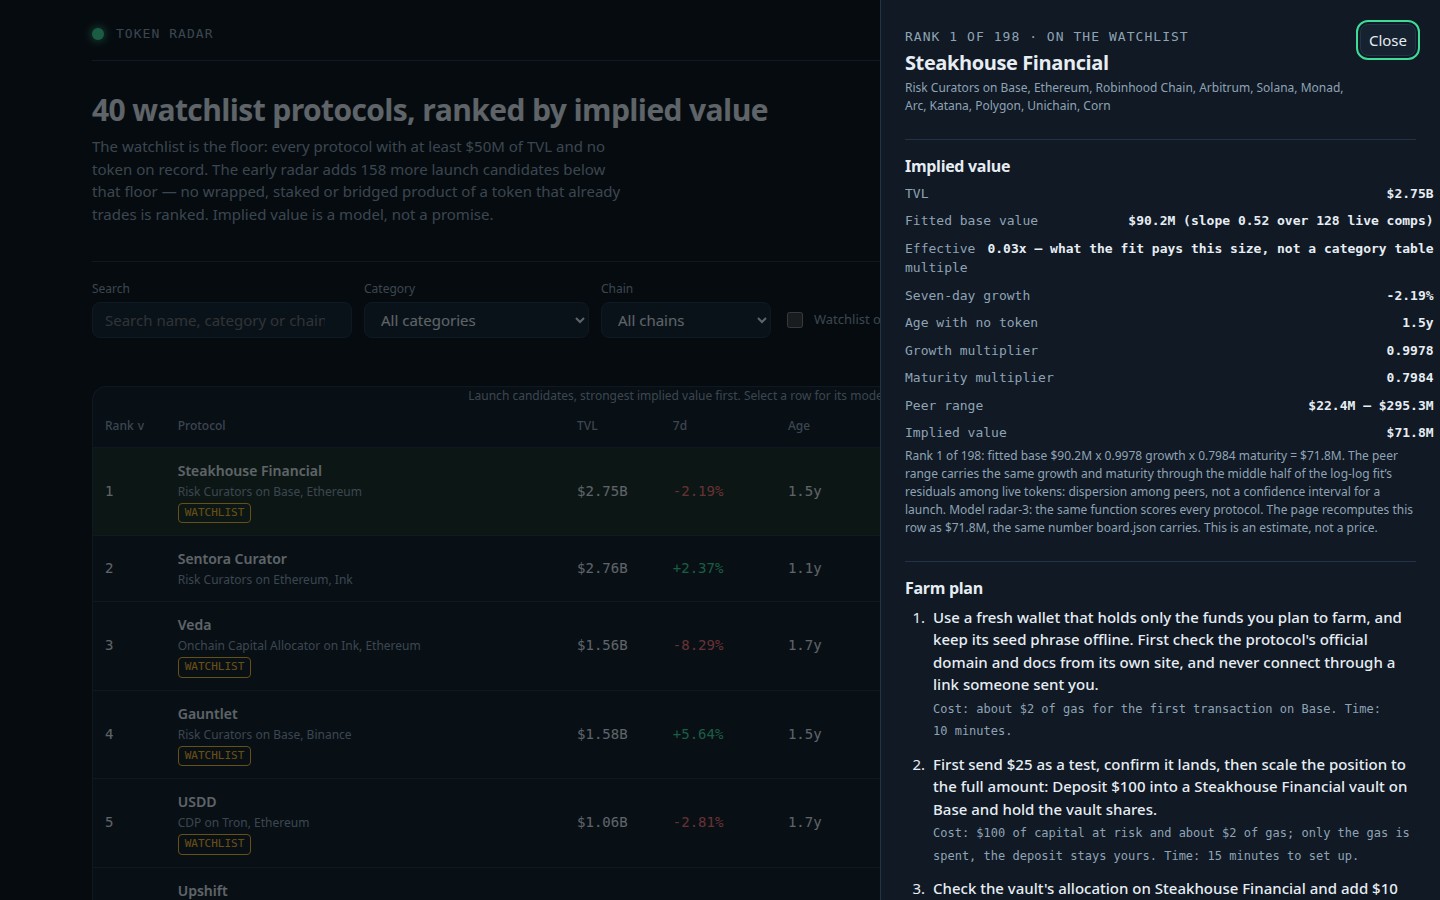 TOKEN RADAR
40 watchlist protocols, ranked by implied value
The watchlist is the floor: every protocol with at least $50M of TVL and no
token on record. The early radar adds 158 more launch candidates below
that floor — no wrapped, staked or bridged product of a token that already
trades is ranked. Implied value is a model, not a promise.
Search
Category
Chain
Search name, category or chain
All categories
All chains
Watchlist o
Launch candidates, strongest implied value first. Select a row for its mode
Rank v
Protocol
TVL
7d
Age
1
Steakhouse Financial
Risk Curators on Base, Ethereum
WATCHLIST
$2.75B
-2.19%
1.5y
2
Sentora Curator
Risk Curators on Ethereum, Ink
$2.76B
+2.37%
1.1y
3
Veda
Onchain Capital Allocator on Ink, Ethereum
WATCHLIST
$1.56B
-8.29%
1.7y
4
Gauntlet
Risk Curators on Base, Binance
WATCHLIST
$1.58B
+5.64%
1.5y
5
USDD
CDP on Tron, Ethereum
WATCHLIST
$1.06B
-2.81%
1.7y
Upshift
RANK 1 OF 198 · ON THE WATCHLIST
Close
Steakhouse Financial
Risk Curators on Base, Ethereum, Robinhood Chain, Arbitrum, Solana, Monad,
Arc, Katana, Polygon, Unichain, Corn
Implied value
TVL $2.75B
Fitted base value $90.2M (slope 0.52 over 128 live comps)
Effective 0.03x — what the fit pays this size, not a category table
multiple
Seven-day growth -2.19%
Age with no token 1.5y
Growth multiplier 0.9978
Maturity multiplier 0.7984
Peer range $22.4M — $295.3M
Implied value $71.8M
Rank 1 of 198: fitted base $90.2M x 0.9978 growth x 0.7984 maturity = $71.8M. The peer
range carries the same growth and maturity through the middle half of the log-log fit's
residuals among live tokens: dispersion among peers, not a confidence interval for a
launch. Model radar-3: the same function scores every protocol. The page recomputes this
row as $71.8M, the same number board.json carries. This is an estimate, not a price.
Farm plan
1. Use a fresh wallet that holds only the funds you plan to farm, and
keep its seed phrase offline. First check the protocol's official
domain and docs from its own site, and never connect through a
link someone sent you.
Cost: about $2 of gas for the first transaction on Base. Time:
10 minutes.
2. First send $25 as a test, confirm it lands, then scale the position to
the full amount: Deposit $100 into a Steakhouse Financial vault on
Base and hold the vault shares.
Cost: $100 of capital at risk and about $2 of gas; only the gas is
spent, the deposit stays yours. Time: 15 minutes to set up.
3. Check the vault's allocation on Steakhouse Financial and add $10